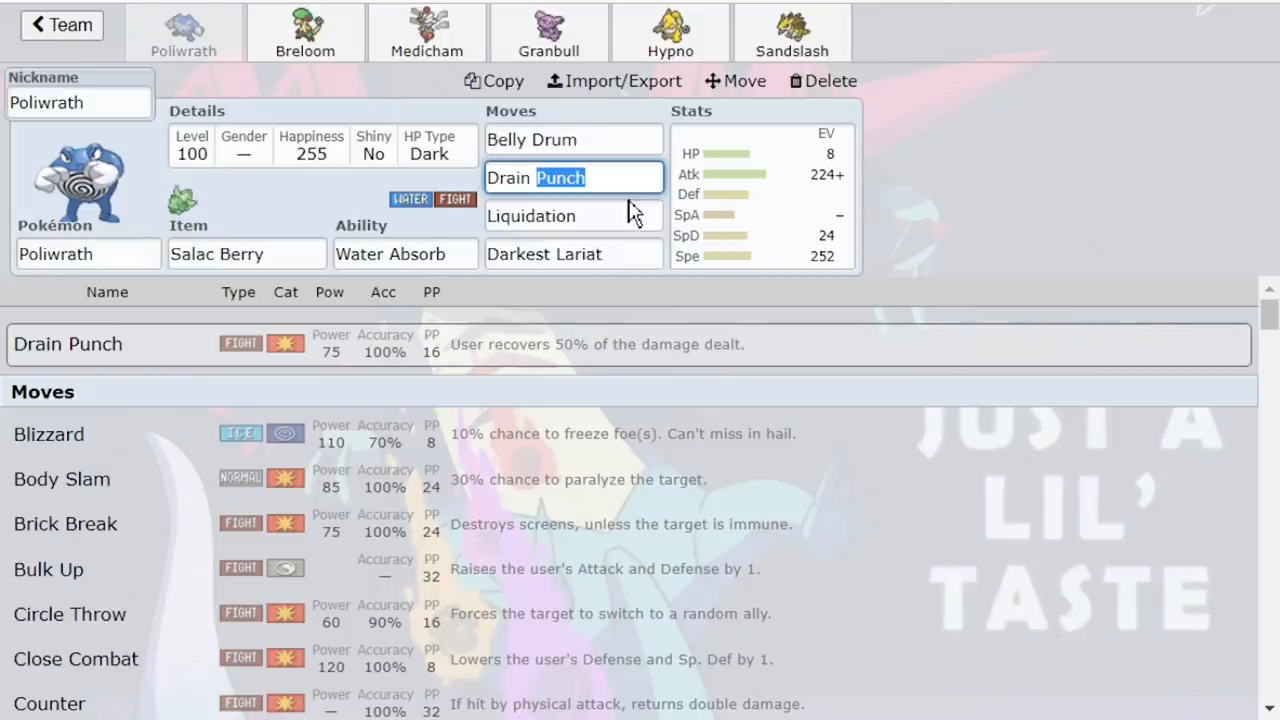 Team
Poliwrath
Breloom
Medicham
Granbull
Hypno
Sandslash
Nickname
Poliwrath
Copy
Import/Export
Move
Delete
Details
Level Gender Happiness Shiny HP Type
100 — 255 No Dark
WATER FIGHT
Pokémon
Poliwrath
Item
Salac Berry
Ability
Water Absorb
Moves
Belly Drum
Drain Punch
Liquidation
Darkest Lariat
Stats
EV
HP 8
Atk 224+
Def
SpA –
SpD 24
Spe 252
Name Type Cat Pow Acc PP
Drain Punch FIGHT Power 75 Accuracy 100% PP 16 User recovers 50% of the damage dealt.
Moves
Blizzard ICE Power 110 Accuracy 70% PP 8 10% chance to freeze foe(s). Can't miss in hail.
Body Slam NORMAL Power 85 Accuracy 100% PP 24 30% chance to paralyze the target.
Brick Break FIGHT Power 75 Accuracy 100% PP 24 Destroys screens, unless the target is immune.
Bulk Up FIGHT Accuracy — PP 32 Raises the user's Attack and Defense by 1.
Circle Throw FIGHT Power 60 Accuracy 90% PP 16 Forces the target to switch to a random ally.
Close Combat FIGHT Power 120 Accuracy 100% PP 8 Lowers the user's Defense and Sp. Def by 1.
Counter FIGHT Power — Accuracy 100% PP 32 If hit by physical attack, returns double damage.
JUST A
LIL'
TASTE